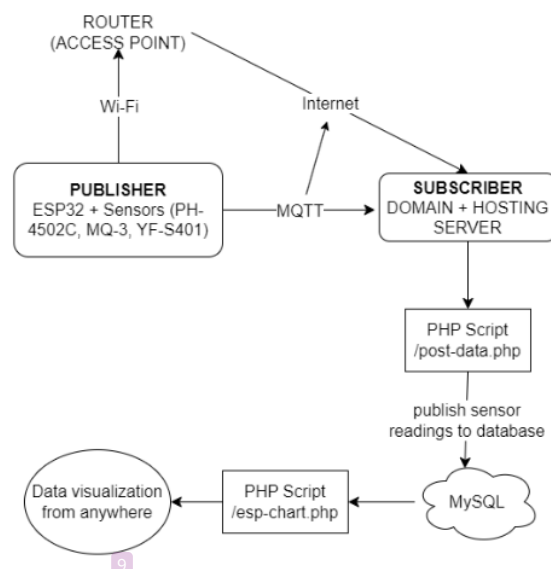 ROUTER
(ACCESS POINT)
Wi-Fi
Internet
PUBLISHER
ESP32 + Sensors (PH-
4502C, MQ-3, YF-S401)
MQTT
SUBSCRIBER
DOMAIN + HOSTING
SERVER
PHP Script
/post-data.php
publish sensor
readings to database
MySQL
PHP Script
/esp-chart.php
Data visualization
from anywhere
9